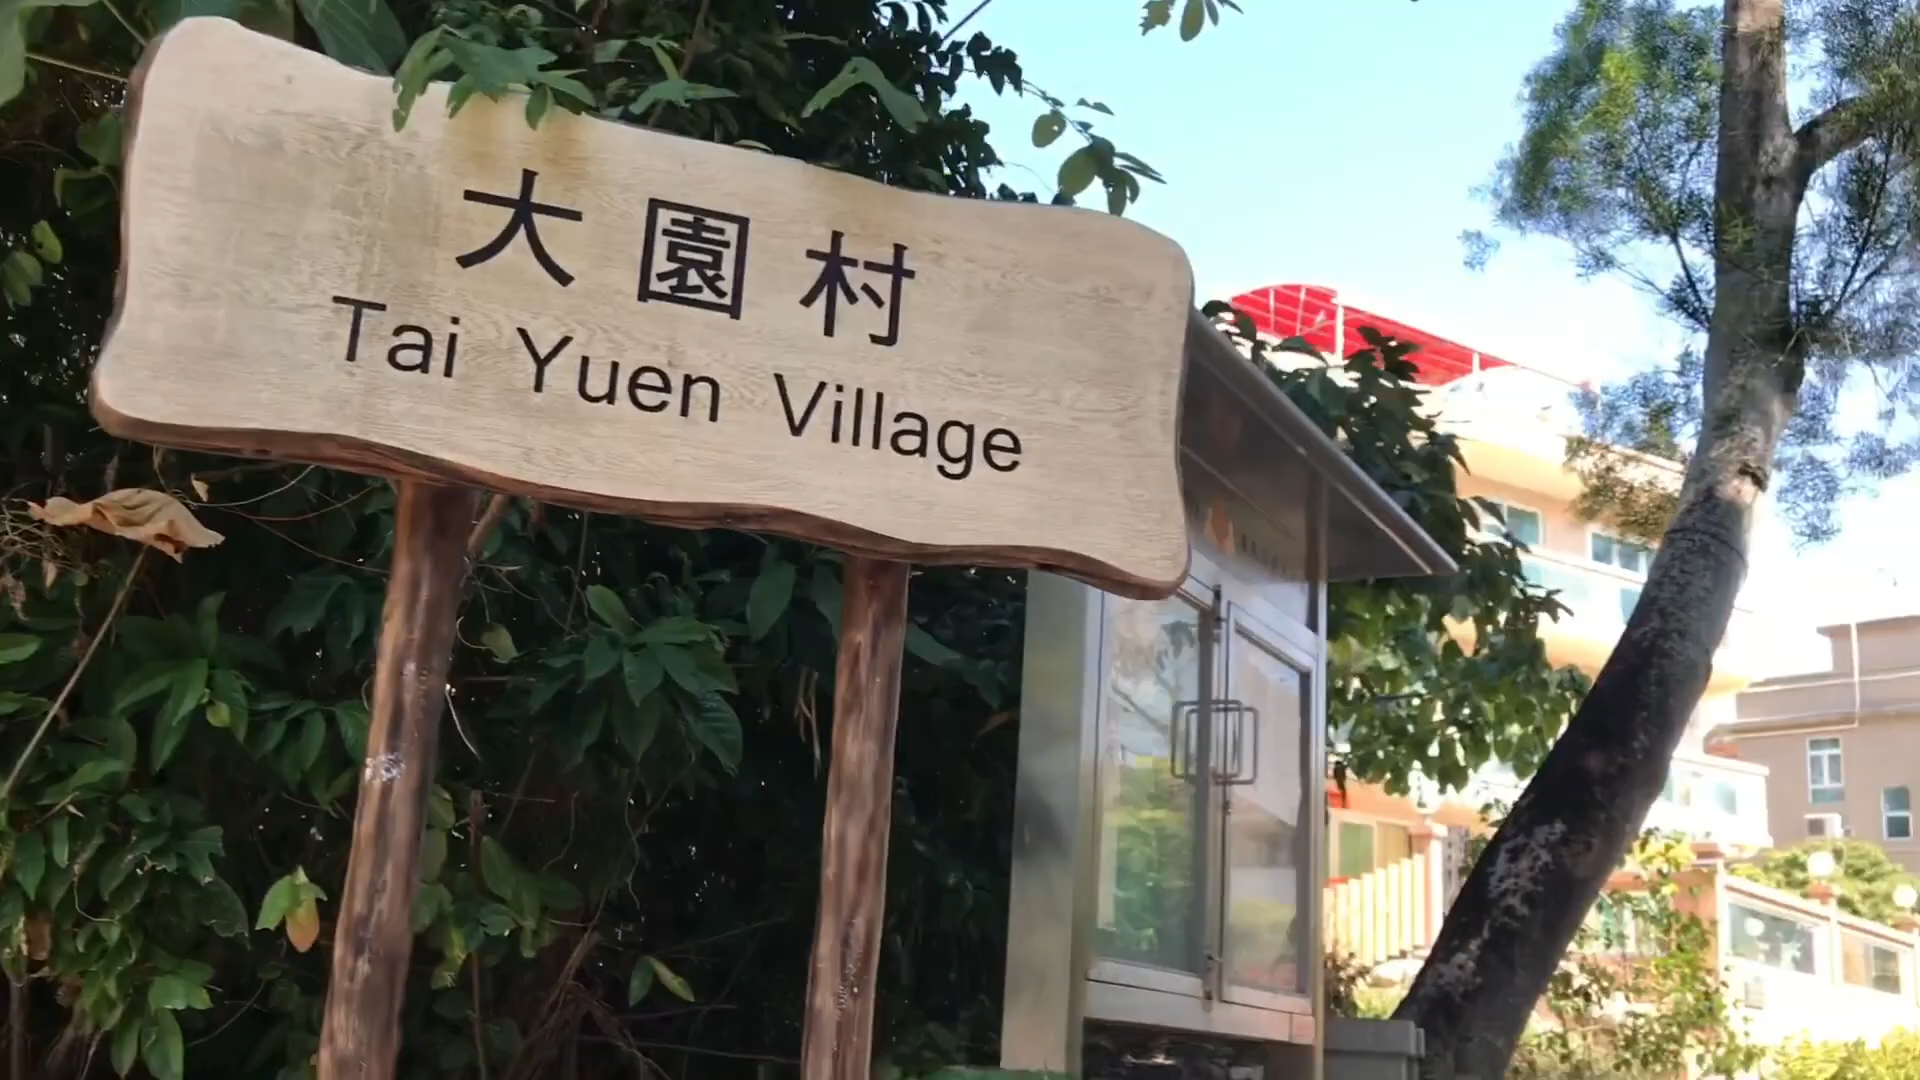 大園村
Tai Yuen Village